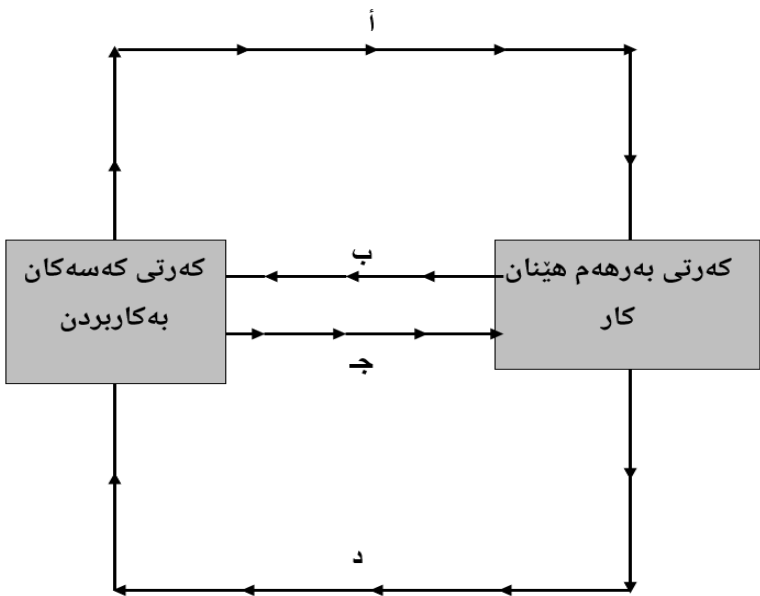 أ
کەرتی کەسەکان
بەکاربردن
ب
کەرتی بەرهەم هێنان
کار
جـ
د